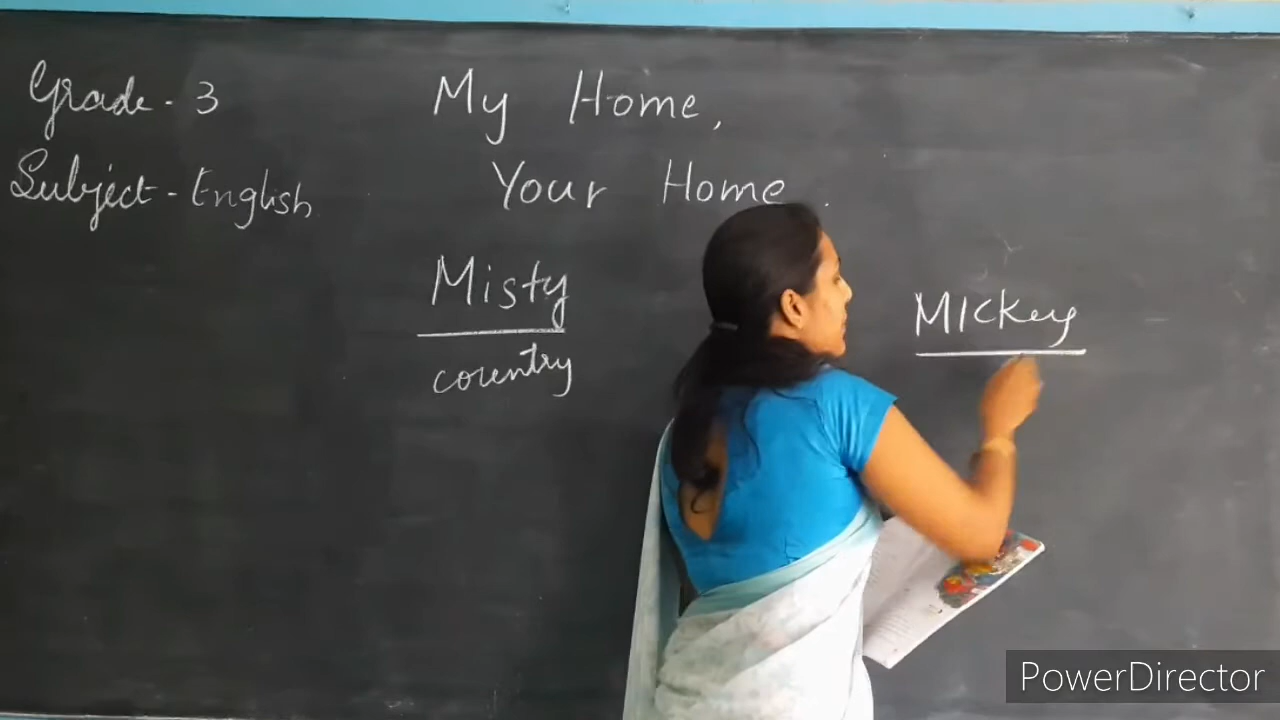 Grade - 3
Subject - English
My Home,
Your Home.
Misty
country
MIckey
PowerDirector